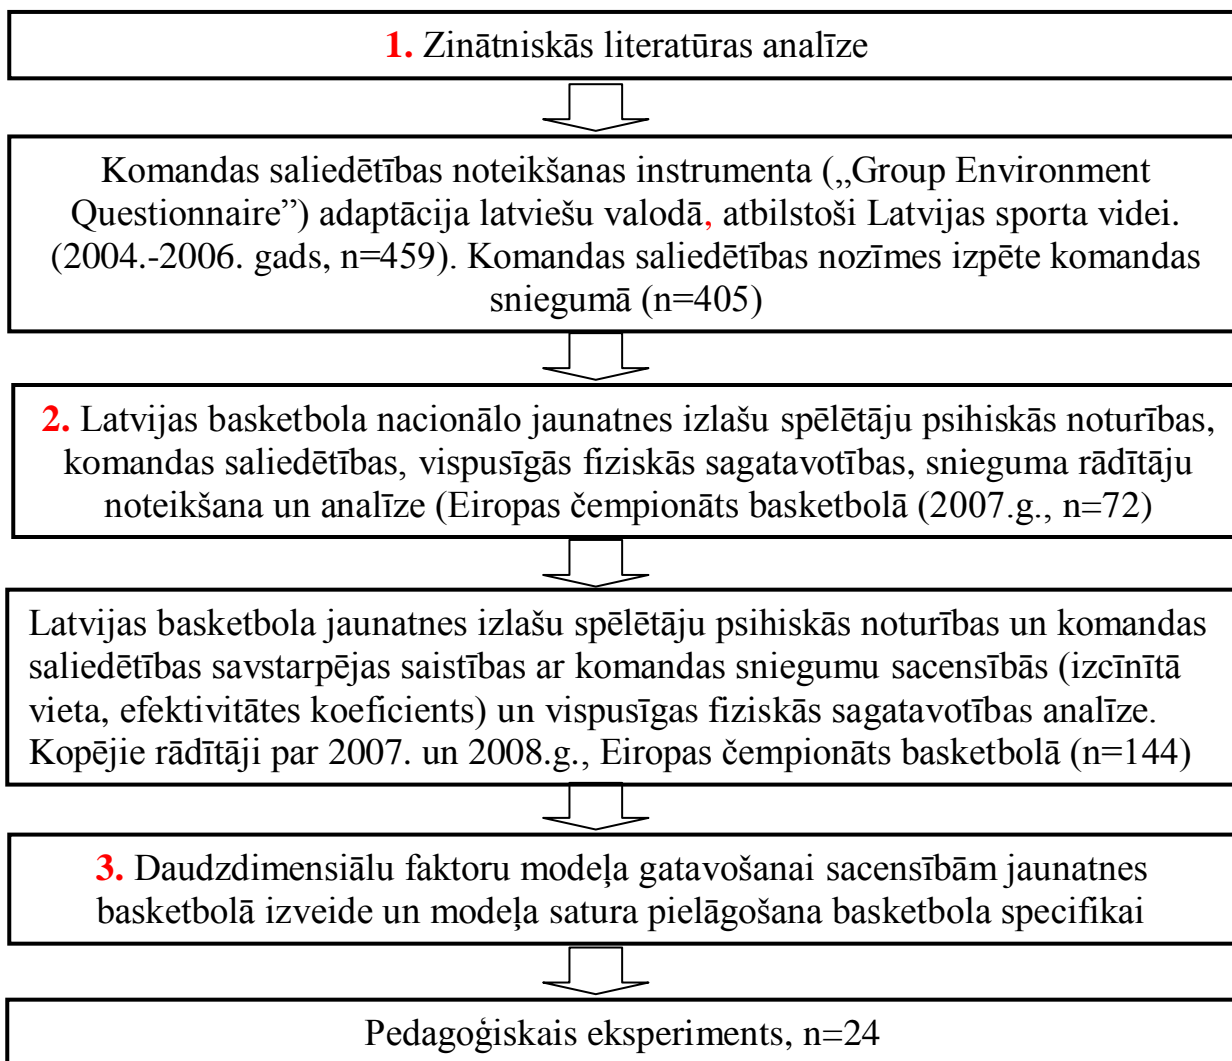 1. Zinātniskās literatūras analīze
Komandas saliedētības noteikšanas instrumenta („Group Environment
Questionnaire”) adaptācija latviešu valodā, atbilstoši Latvijas sporta videi.
(2004.-2006. gads, n=459). Komandas saliedētības nozīmes izpēte komandas
sniegumā (n=405)
2. Latvijas basketbola nacionālo jaunatnes izlašu spēlētāju psihiskās noturības,
komandas saliedētības, vispusīgās fiziskās sagatavotības, snieguma rādītāju
noteikšana un analīze (Eiropas čempionāts basketbolā (2007.g., n=72)
Latvijas basketbola jaunatnes izlašu spēlētāju psihiskās noturības un komandas
saliedētības savstarpējas saistības ar komandas sniegumu sacensībās (izcīnītā
vieta, efektivitātes koeficients) un vispusīgas fiziskās sagatavotības analīze.
Kopējie rādītāji par 2007. un 2008.g., Eiropas čempionāts basketbolā (n=144)
3. Daudzdimensiālu faktoru modeļa gatavošanai sacensībām jaunatnes
basketbolā izveide un modeļa satura pielāgošana basketbola specifikai
Pedagoģiskais eksperiments, n=24